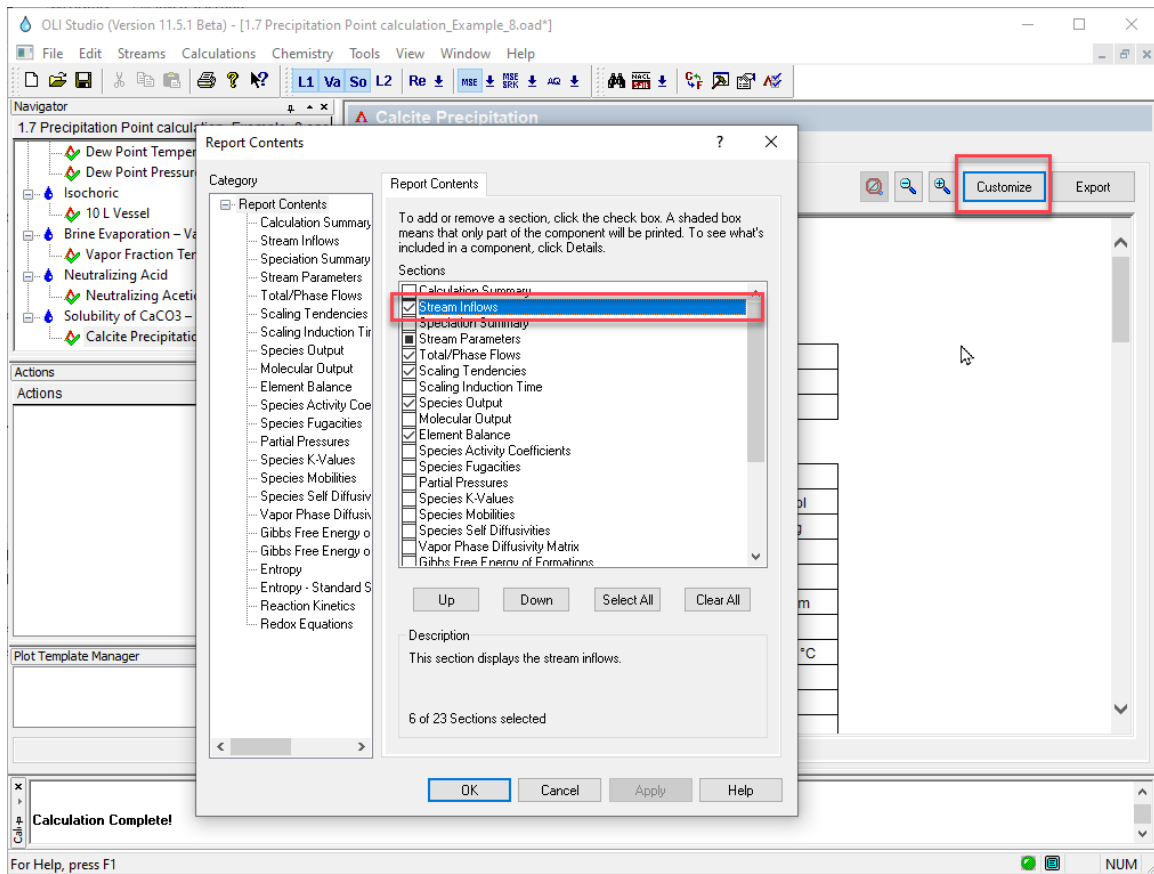 OLI Studio (Version 11.5.1 Beta) - [1.7 Precipitation Point calculation_Example_8.oad*]
File Edit Streams Calculations Chemistry Tools View Window Help
L1 Va So L2 Re MSE MSE SRK AQ
Navigator
1.7 Precipitation Point calculation_Example_8.oad
Dew Point Temper
Dew Point Pressur
Isochoric
10 L Vessel
Brine Evaporation – Va
Vapor Fraction Ter
Neutralizing Acid
Neutralizing Aceti
Solubility of CaCO3 –
Calcite Precipitatic
Actions
Actions
Plot Template Manager
Calcite Precipitation
Customize
Export
Report Contents
Category
Report Contents
Calculation Summary
Stream Inflows
Speciation Summary
Stream Parameters
Total/Phase Flows
Scaling Tendencies
Scaling Induction Tir
Species Output
Molecular Output
Element Balance
Species Activity Coe
Species Fugacities
Partial Pressures
Species K-Values
Species Mobilities
Species Self Diffusiv
Vapor Phase Diffusiv
Gibbs Free Energy o
Gibbs Free Energy o
Entropy
Entropy - Standard S
Reaction Kinetics
Redox Equations
Report Contents
To add or remove a section, click the check box. A shaded box
means that only part of the component will be printed. To see what's
included in a component, click Details.
Sections
Calculation Summary
Stream Inflows
Speciation Summary
Stream Parameters
Total/Phase Flows
Scaling Tendencies
Scaling Induction Time
Species Output
Molecular Output
Element Balance
Species Activity Coefficients
Species Fugacities
Partial Pressures
Species K-Values
Species Mobilities
Species Self Diffusivities
Vapor Phase Diffusivity Matrix
Gibbs Free Energy of Formations
Up
Down
Select All
Clear All
Description
This section displays the stream inflows.
6 of 23 Sections selected
OK
Cancel
Apply
Help
ol
g
m
°C
Calculation Complete!
For Help, press F1
NUM